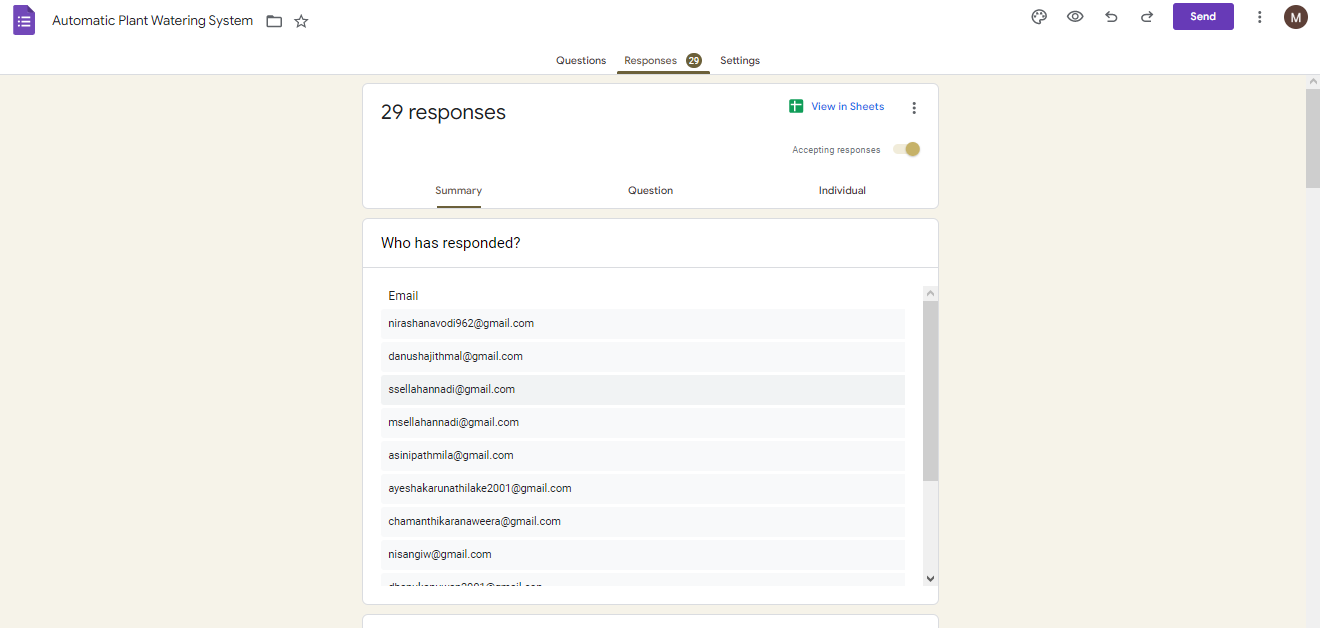 Automatic Plant Watering System
Send
M
Questions
Responses 29
Settings
29 responses
View in Sheets
Accepting responses
Summary
Question
Individual
Who has responded?
Email
nirashanavodi962@gmail.com
danushajithmal@gmail.com
ssellahannadi@gmail.com
msellahannadi@gmail.com
asinipathmila@gmail.com
ayeshakarunathilake2001@gmail.com
chamanthikaranaweera@gmail.com
nisangiw@gmail.com